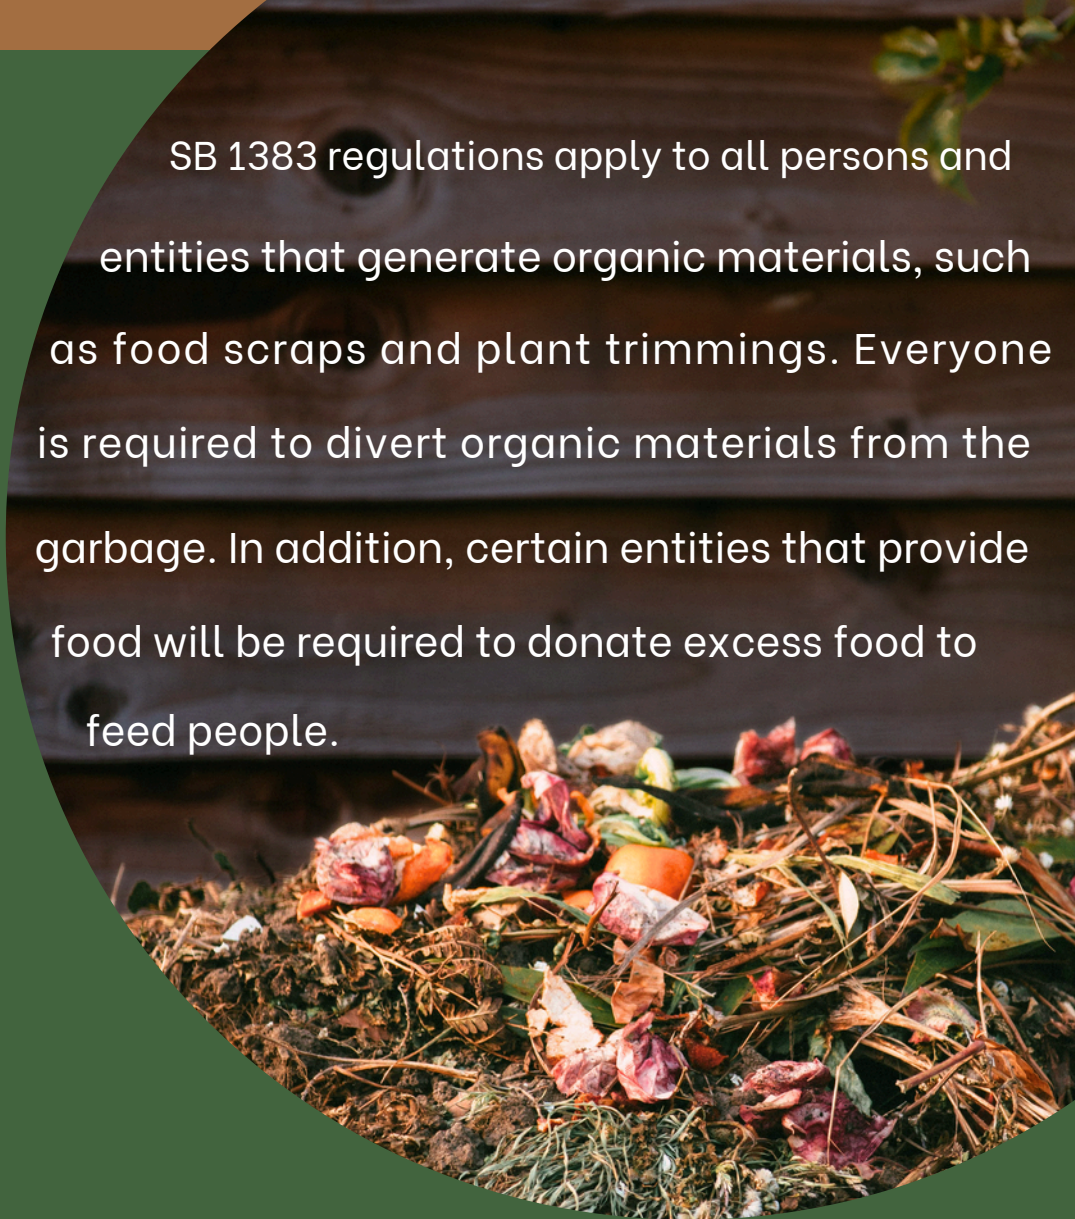 SB 1383 regulations apply to all persons and
entities that generate organic materials, such
as food scraps and plant trimmings. Everyone
is required to divert organic materials from the
garbage. In addition, certain entities that provide
food will be required to donate excess food to
feed people.